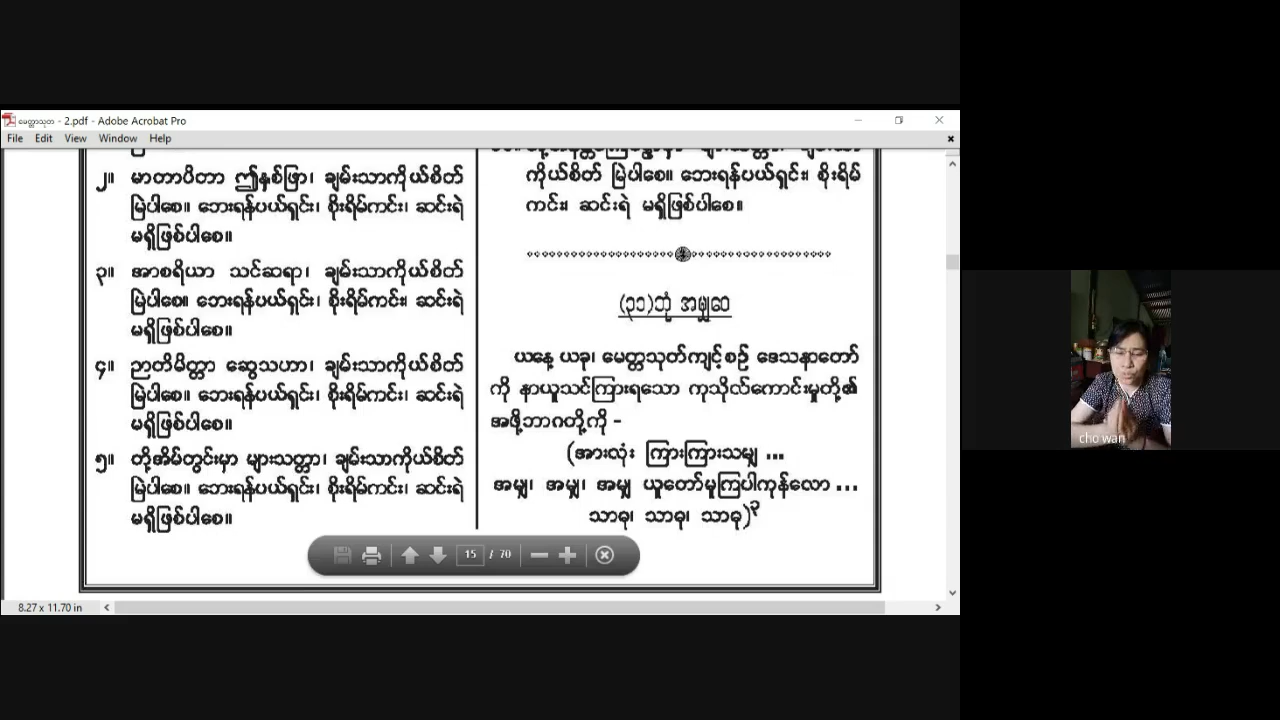 မေတ္တာသုတ - 2.pdf - Adobe Acrobat Pro
File Edit View Window Help
၂။ မာတာပိတာ ဤနှစ်ဖြာ၊ ချမ်းသာကိုယ်စိတ်
မြဲပါစေ။ ဘေးရန်ပယ်ရှင်း၊ စိုးရိမ်ကင်း၊ ဆင်းရဲ
မရှိဖြစ်ပါစေ။
၃။ အာစရိယာ သင်ဆရာ၊ ချမ်းသာကိုယ်စိတ်
မြဲပါစေ။ ဘေးရန်ပယ်ရှင်း၊ စိုးရိမ်ကင်း၊ ဆင်းရဲ
မရှိဖြစ်ပါစေ။
၄။ ဉာတိမိတ္တာ ဆွေသဟာ၊ ချမ်းသာကိုယ်စိတ်
မြဲပါစေ။ ဘေးရန်ပယ်ရှင်း၊ စိုးရိမ်ကင်း၊ ဆင်းရဲ
မရှိဖြစ်ပါစေ။
၅။ တို့အိမ်တွင်းမှာ များသတ္တာ၊ ချမ်းသာကိုယ်စိတ်
မြဲပါစေ။ ဘေးရန်ပယ်ရှင်း၊ စိုးရိမ်ကင်း၊ ဆင်းရဲ
မရှိဖြစ်ပါစေ။
ကိုယ်စိတ် မြဲပါစေ။ ဘေးရန်ပယ်ရှင်း၊ စိုးရိမ်
ကင်း၊ ဆင်းရဲ မရှိဖြစ်ပါစေ။
(၃၁)ဘုံ အမျှဝေ
ယနေ့ ယခု၊ မေတ္တသုတ်ကျင့်စဉ် ဒေသနာတော်
ကို နာယူသင်ကြားရသော ကုသိုလ်ကောင်းမှုတို့၏
အဖို့ဘာဂတို့ကို -
(အားလုံး ကြားကြားသမျှ ...
အမျှ၊ အမျှ၊ အမျှ ယူတော်မူကြပါကုန်လော ...
သာဓု၊ သာဓု၊ သာဓု)၃
15 / 70
8.27 x 11.70 in
cho wan